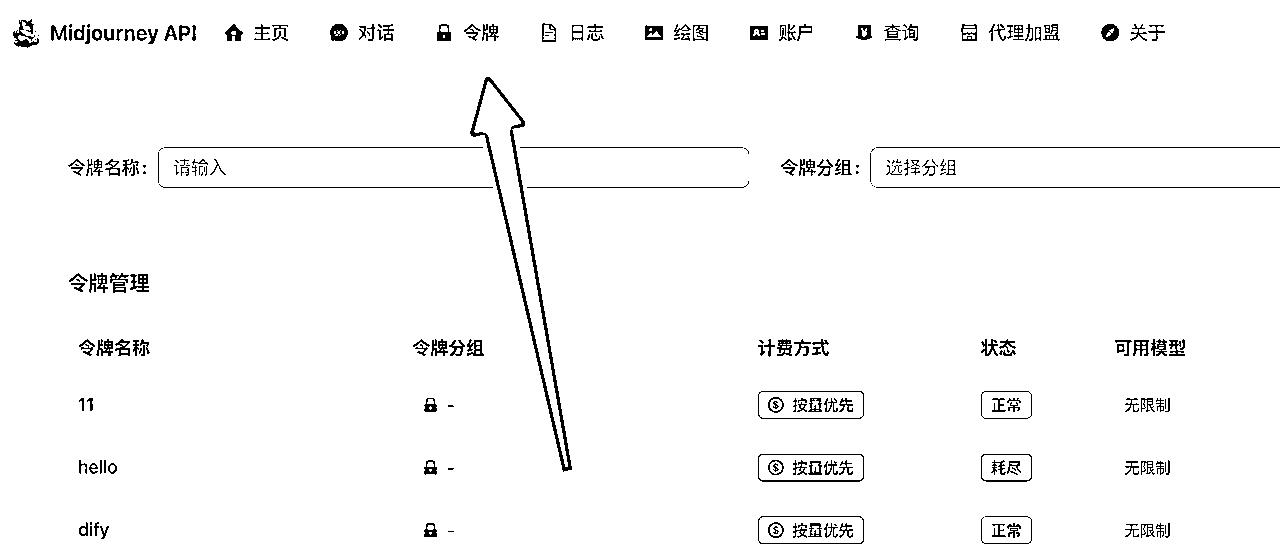 Midjourney API 主页 对话 令牌 日志 绘图 账户 查询 代理加盟 关于
令牌名称： 请输入 令牌分组： 选择分组
令牌管理
令牌名称 令牌分组 计费方式 状态 可用模型
11 - 按量优先 正常 无限制
hello - 按量优先 耗尽 无限制
dify - 按量优先 正常 无限制